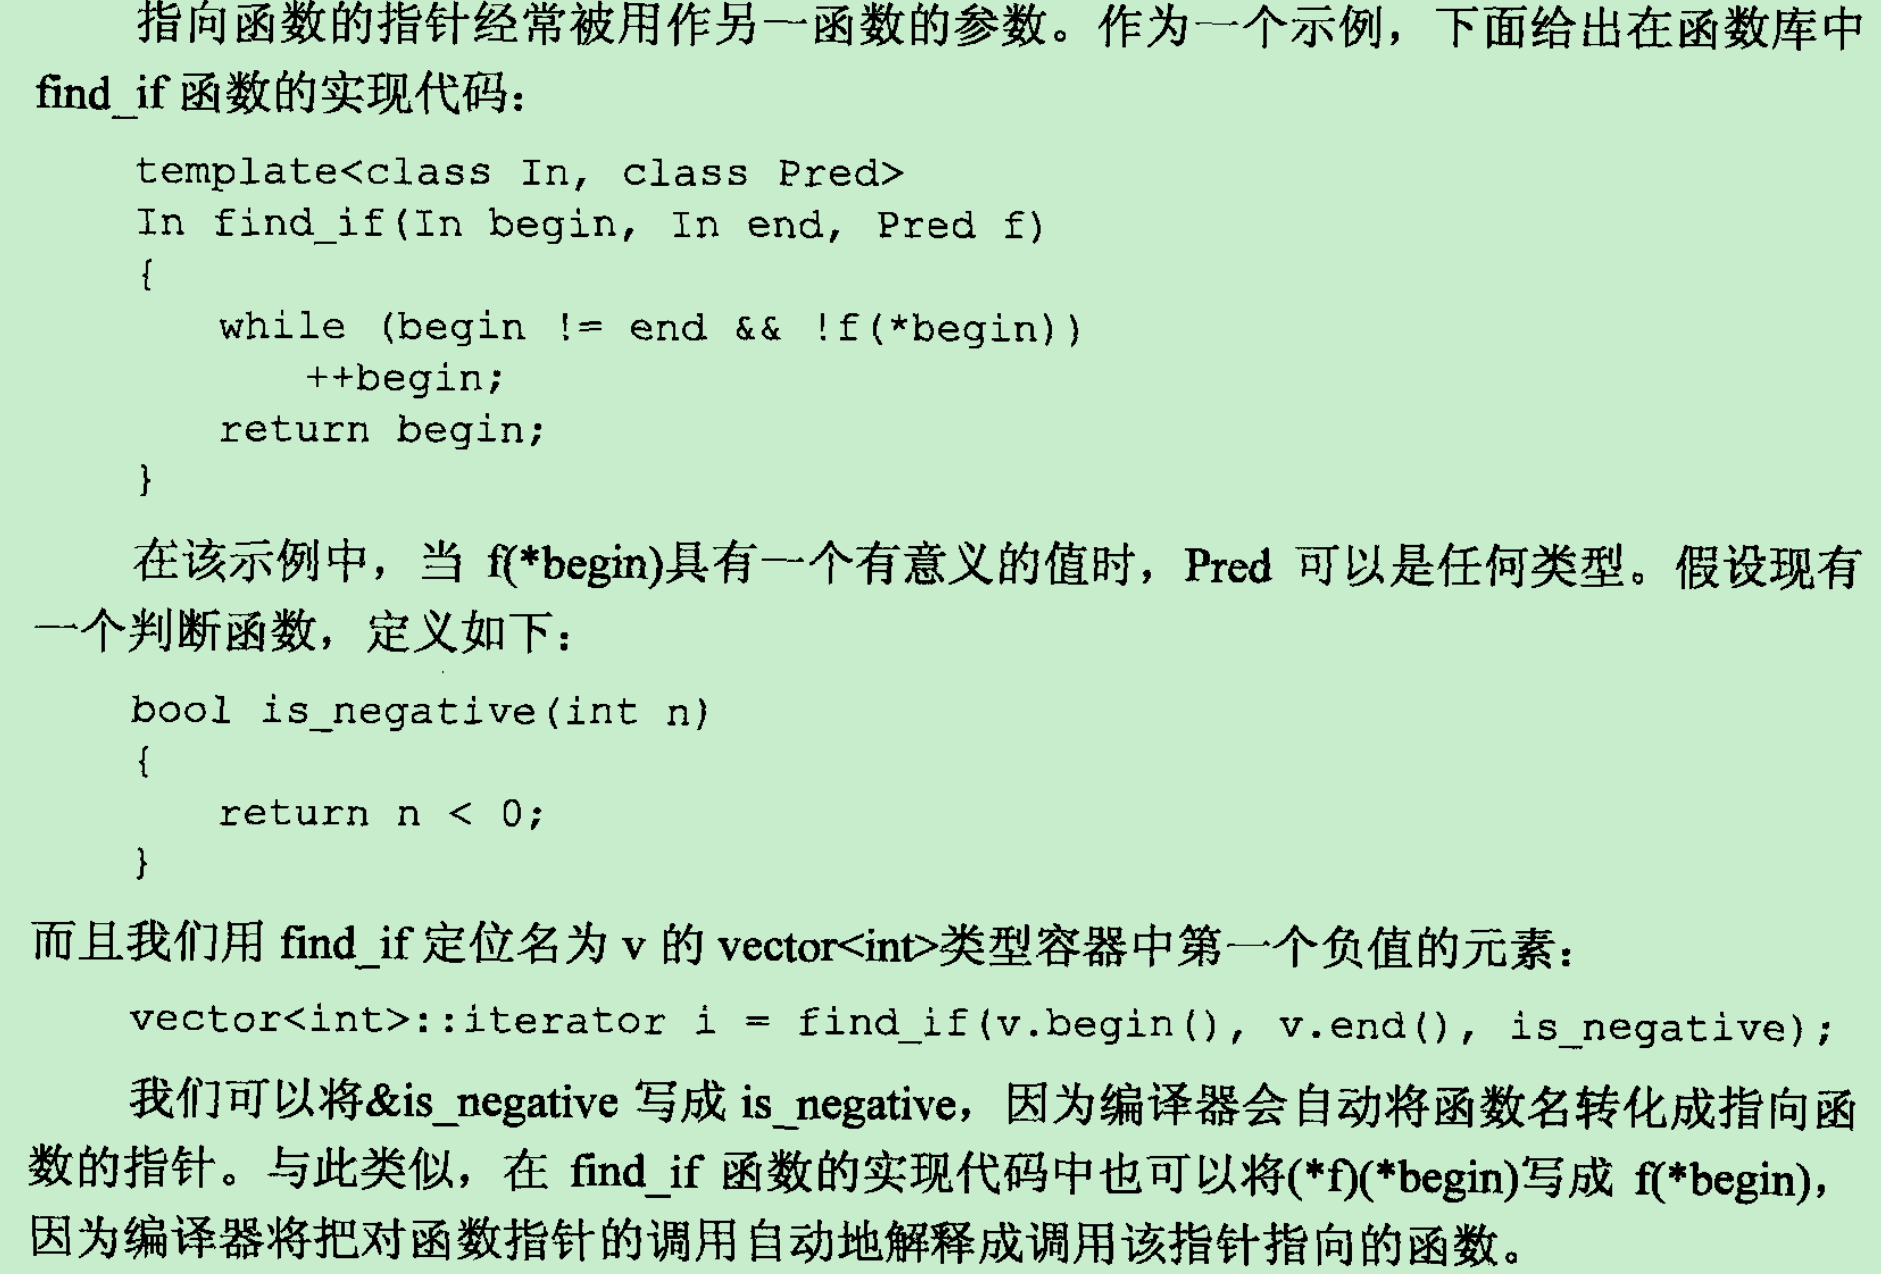 指向函数的指针经常被用作另一函数的参数。作为一个示例，下面给出在函数库中
find_if 函数的实现代码：
template<class In, class Pred>
In find_if(In begin, In end, Pred f)
{
while (begin != end && !f(*begin))
++begin;
return begin;
}
在该示例中，当 f(*begin)具有一个有意义的值时，Pred 可以是任何类型。假设现有
一个判断函数，定义如下：
bool is_negative(int n)
{
return n < 0;
}
而且我们用 find_if 定位名为 v 的 vector<int>类型容器中第一个负值的元素：
vector<int>::iterator i = find_if(v.begin(), v.end(), is_negative);
我们可以将&is_negative 写成 is_negative，因为编译器会自动将函数名转化成指向函
数的指针。与此类似，在 find_if 函数的实现代码中也可以将(*f)(*begin)写成 f(*begin)，
因为编译器将把对函数指针的调用自动地解释成调用该指针指向的函数。